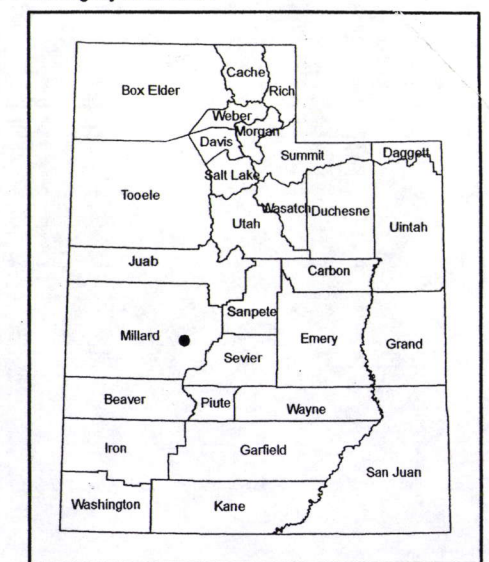 Cache
Box Elder
Rich
Weber
Morgan
Davis
Summit
Daggett
Salt Lake
Tooele
Wasatch
Duchesne
Utah
Uintah
Juab
Carbon
Sanpete
Millard
Emery
Grand
Sevier
Beaver
Piute
Wayne
Iron
Garfield
San Juan
Washington
Kane